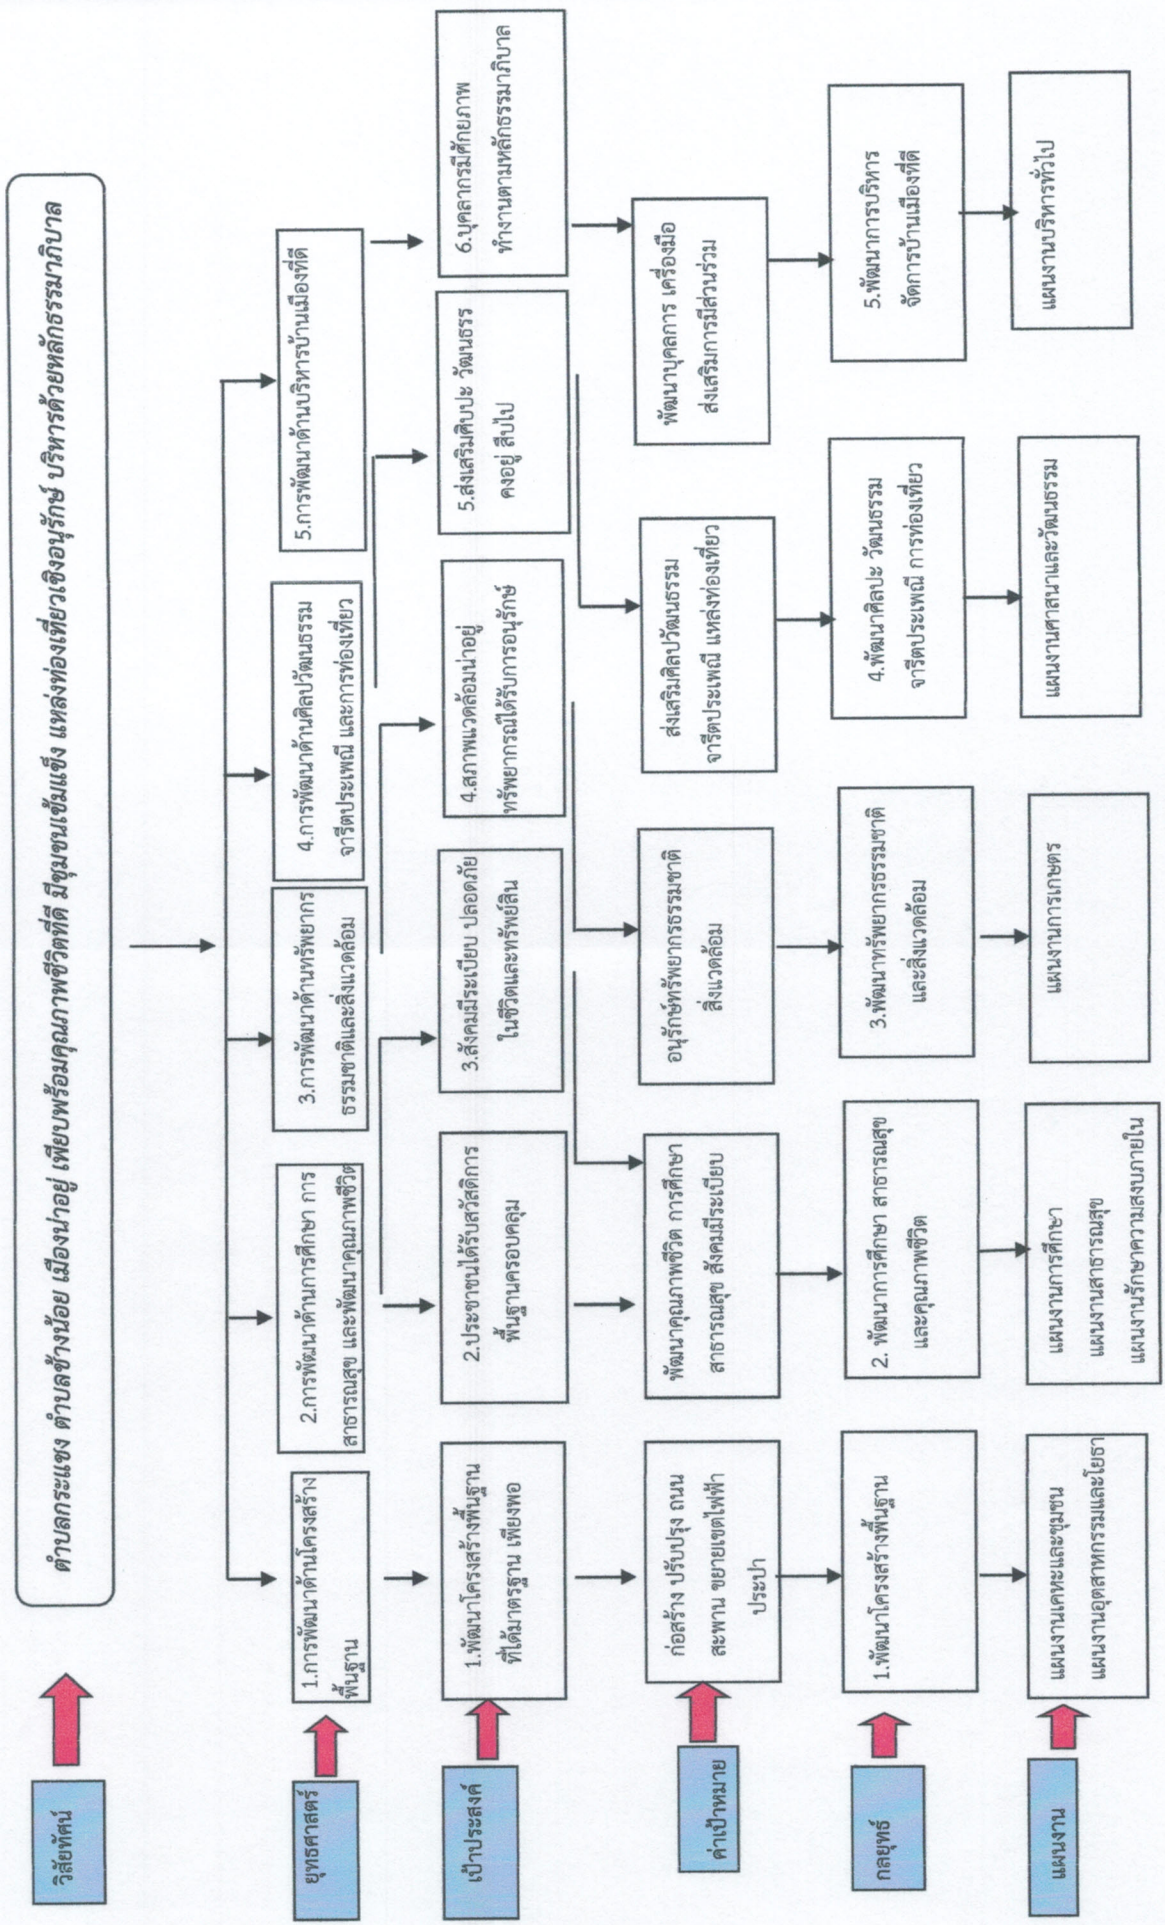 วิสัยทัศน์
ตำบลกระแชง ตำบลช้างน้อย เมืองน่าอยู่ เพียบพร้อมคุณภาพชีวิตที่ดี มีชุมชนเข้มแข็ง แหล่งท่องเที่ยวเชิงอนุรักษ์ บริหารด้วยหลักธรรมาภิบาล
ยุทธศาสตร์
1.การพัฒนาด้านโครงสร้าง
พื้นฐาน
2.การพัฒนาด้านการศึกษา การ
สาธารณสุข และพัฒนาคุณภาพชีวิต
3.การพัฒนาด้านทรัพยากร
ธรรมชาติและสิ่งแวดล้อม
4.การพัฒนาด้านศิลปวัฒนธรรม
จารีตประเพณี และการท่องเที่ยว
5.การพัฒนาด้านบริหารบ้านเมืองที่ดี
เป้าประสงค์
1.พัฒนาโครงสร้างพื้นฐาน
ที่ได้มาตรฐาน เพียงพอ
2.ประชาชนได้รับสวัสดิการ
พื้นฐานครอบคลุม
3.สังคมมีระเบียบ ปลอดภัย
ในชีวิตและทรัพย์สิน
4.สภาพแวดล้อมน่าอยู่
ทรัพยากรณ์ได้รับการอนุรักษ์
5.ส่งเสริมศิบปะ วัฒนธรร
คงอยู่ สืบไป
6.บุคลากรมีศักยภาพ
ทำงานตามหลักธรรมาภิบาล
ค่าเป้าหมาย
ก่อสร้าง ปรับปรุง ถนน
สะพาน ขยายเขตไฟฟ้า
ประปา
พัฒนาคุณภาพชีวิต การศึกษา
สาธารณสุข สังคมมีระเบียบ
อนุรักษ์ทรัพยากรธรรมชาติ
สิ่งแวดล้อม
ส่งเสริมศิลปวัฒนธรรม
จารีตประเพณี แหล่งท่องเที่ยว
พัฒนาบุคลการ เครื่องมือ
ส่งเสริมการมีส่วนร่วม
กลยุทธ์
1.พัฒนาโครงสร้างพื้นฐาน
2. พัฒนาการศึกษา สาธารณสุข
และคุณภาพชีวิต
3.พัฒนาทรัพยากรธรรมชาติ
และสิ่งแวดล้อม
4.พัฒนาศิลปะ วัฒนธรรม
จารีตประเพณี การท่องเที่ยว
5.พัฒนาการบริหาร
จัดการบ้านเมืองที่ดี
แผนงาน
แผนงานเคหะและชุมชน
แผนงานอุตสาหกรรมและโยธา
แผนงานการศึกษา
แผนงานสาธารณสุข
แผนงานรักษาความสงบภายใน
แผนงานการเกษตร
แผนงานศาสนาและวัฒนธรรม
แผนงานบริหารทั่วไป